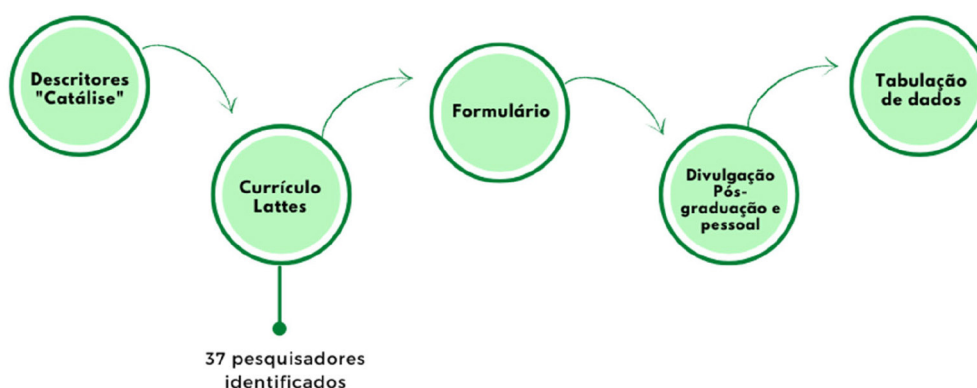 Descritores
"Catálise"
Currículo
Lattes
37 pesquisadores
identificados
Formulário
Divulgação
Pós-
graduação e
pessoal
Tabulação
de dados